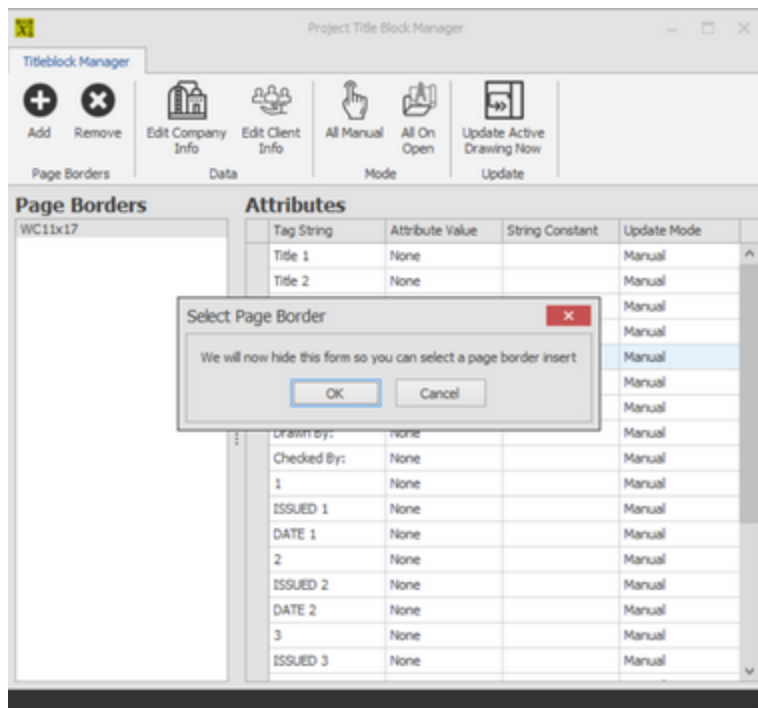 Project Title Block Manager
Titleblock Manager
Add Remove Edit Company Info Edit Client Info All Manual All On Open Update Active Drawing Now
Page Borders Data Mode Update
Page Borders Attributes
WC11x17
Tag String Attribute Value String Constant Update Mode
Title 1 None Manual
Title 2 None Manual
Select Page Border
Manual
Manual
We will now hide this form so you can select a page border insert
Manual
OK Cancel
Manual
Manual
Drawn By: None Manual
Checked By: None Manual
1 None Manual
ISSUED 1 None Manual
DATE 1 None Manual
2 None Manual
ISSUED 2 None Manual
DATE 2 None Manual
3 None Manual
ISSUED 3 None Manual